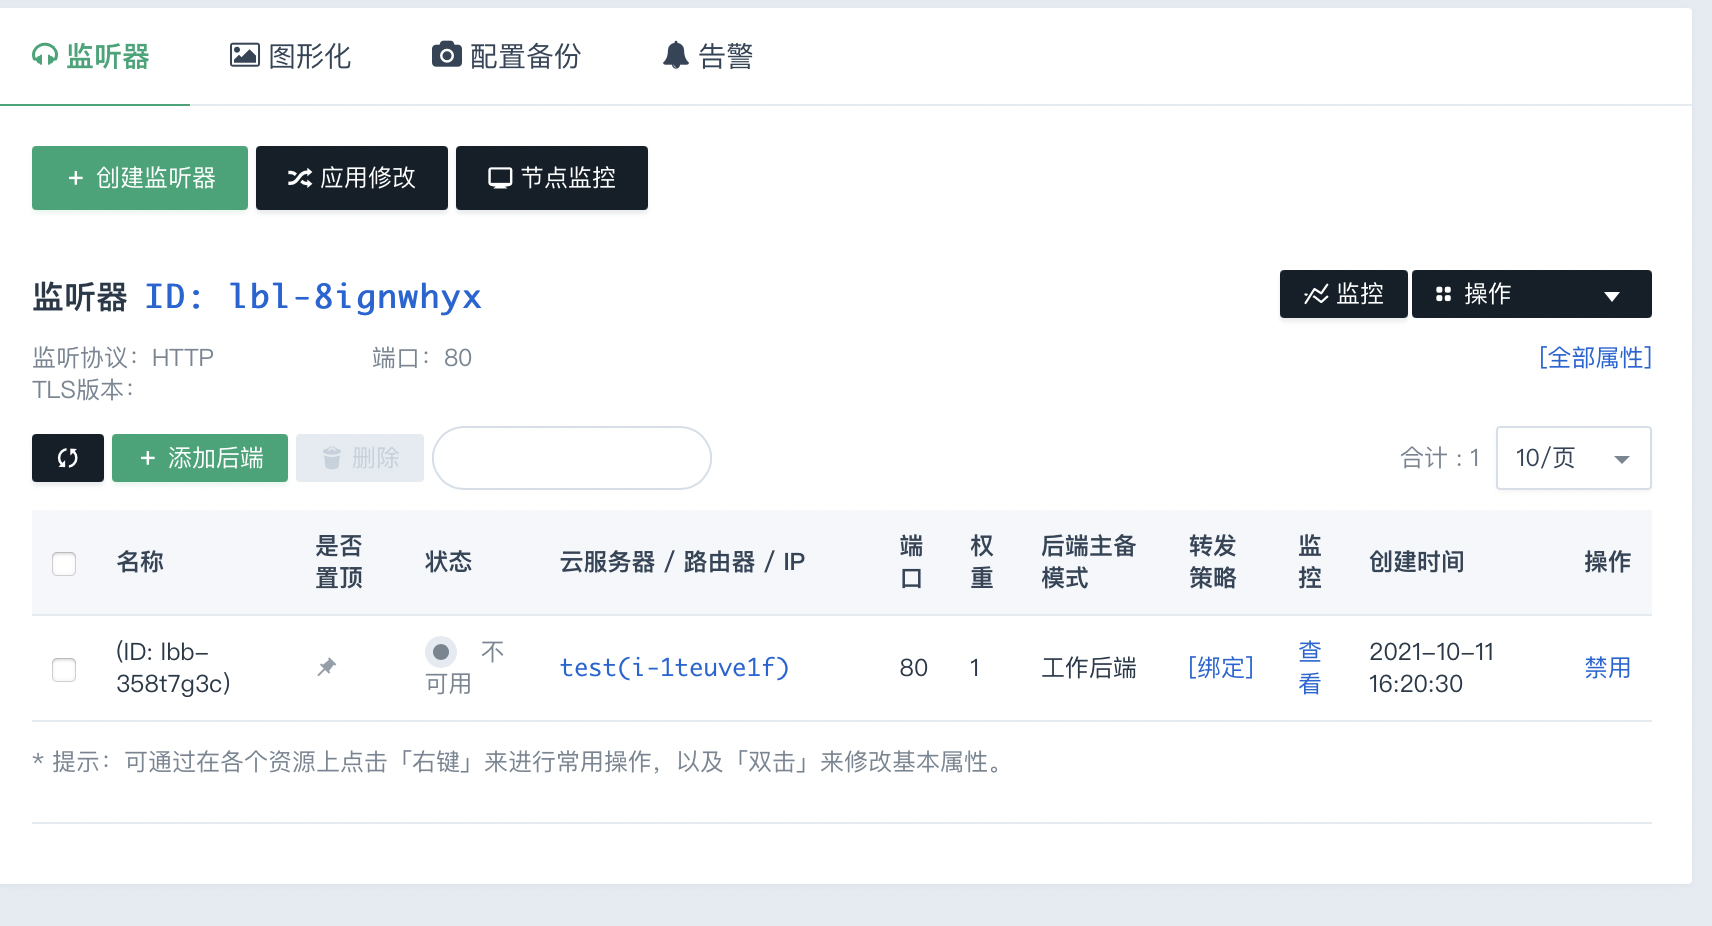 监听器 图形化 配置备份 告警
+ 创建监听器 应用修改 节点监控
监听器 ID: lbl-8ignwhyx 监控 操作
监听协议: HTTP 端口: 80 [全部属性]
TLS版本:
+ 添加后端 删除 合计 : 1 10/页
名称 是否置顶 状态 云服务器 / 路由器 / IP 端口 权重 后端主备模式 转发策略 监控 创建时间 操作
(ID: lbb-358t7g3c) 不可用 test(i-1teuve1f) 80 1 工作后端 [绑定] 查看 2021-10-11 16:20:30 禁用
* 提示: 可通过在各个资源上点击「右键」来进行常用操作, 以及「双击」来修改基本属性。